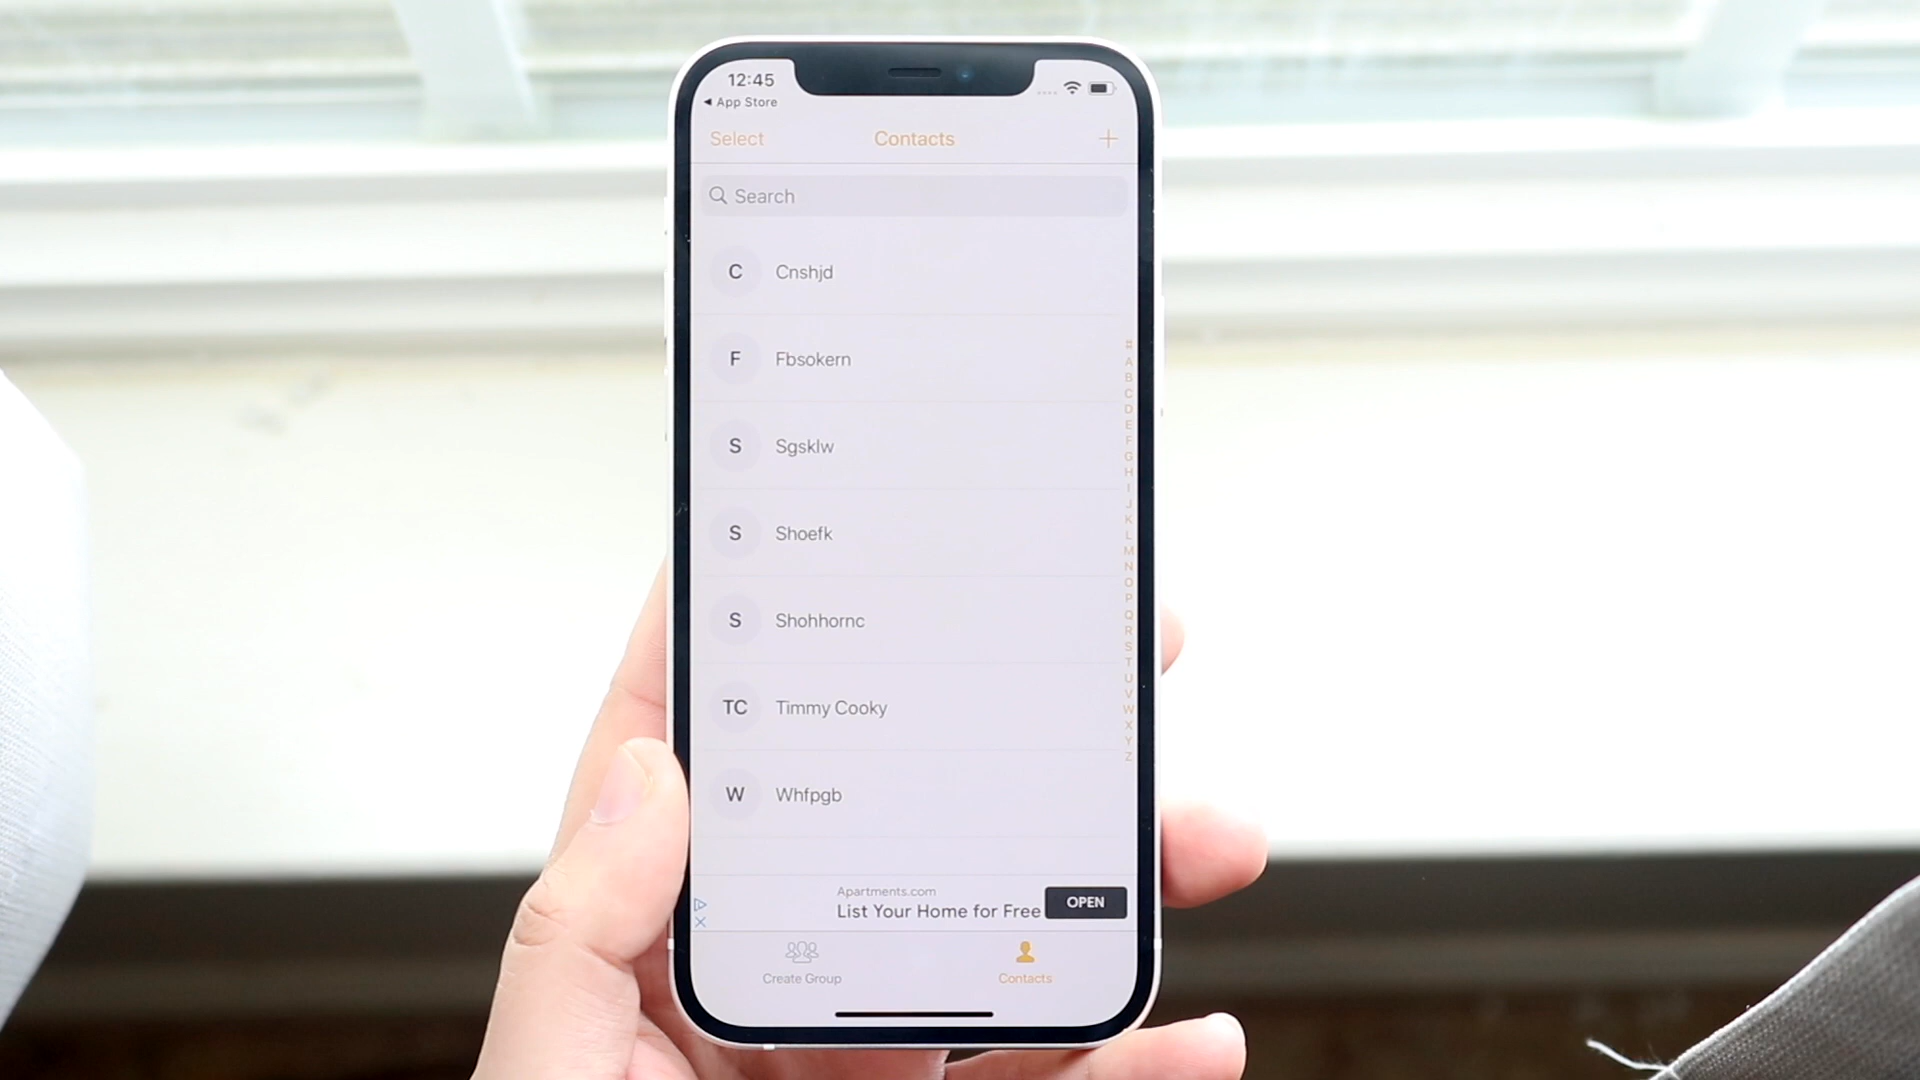 12:45
◀ App Store
Select Contacts +
Search
C Cnshjd
F Fbsokern
S Sgsklw
S Shoefk
S Shohhornc
TC Timmy Cooky
W Whfpgb
#
A
B
C
D
E
F
G
H
I
J
K
L
M
N
O
P
Q
R
S
T
U
V
W
X
Y
Z
Apartments.com
List Your Home for Free
OPEN
Create Group Contacts